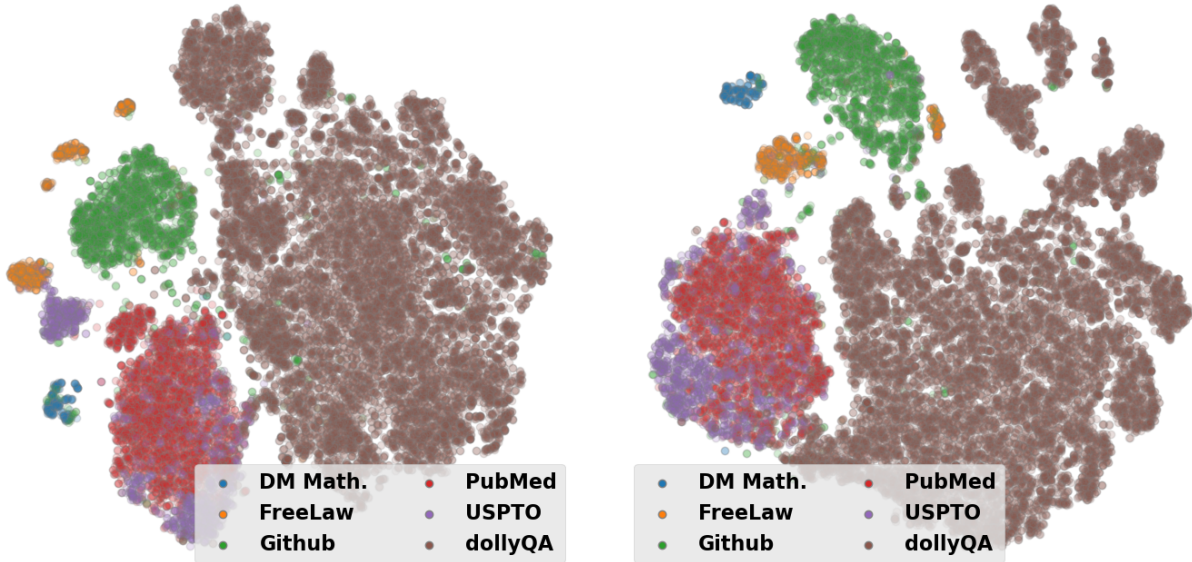 DM Math. PubMed
FreeLaw USPTO
Github dollyQA
DM Math. PubMed
FreeLaw USPTO
Github dollyQA